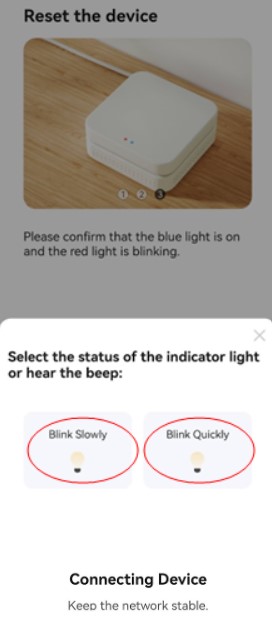 Reset the device
1 2 3
Please confirm that the blue light is on
and the red light is blinking.
Select the status of the indicator light
or hear the beep:
Blink Slowly
Blink Quickly
Connecting Device
Keep the network stable.